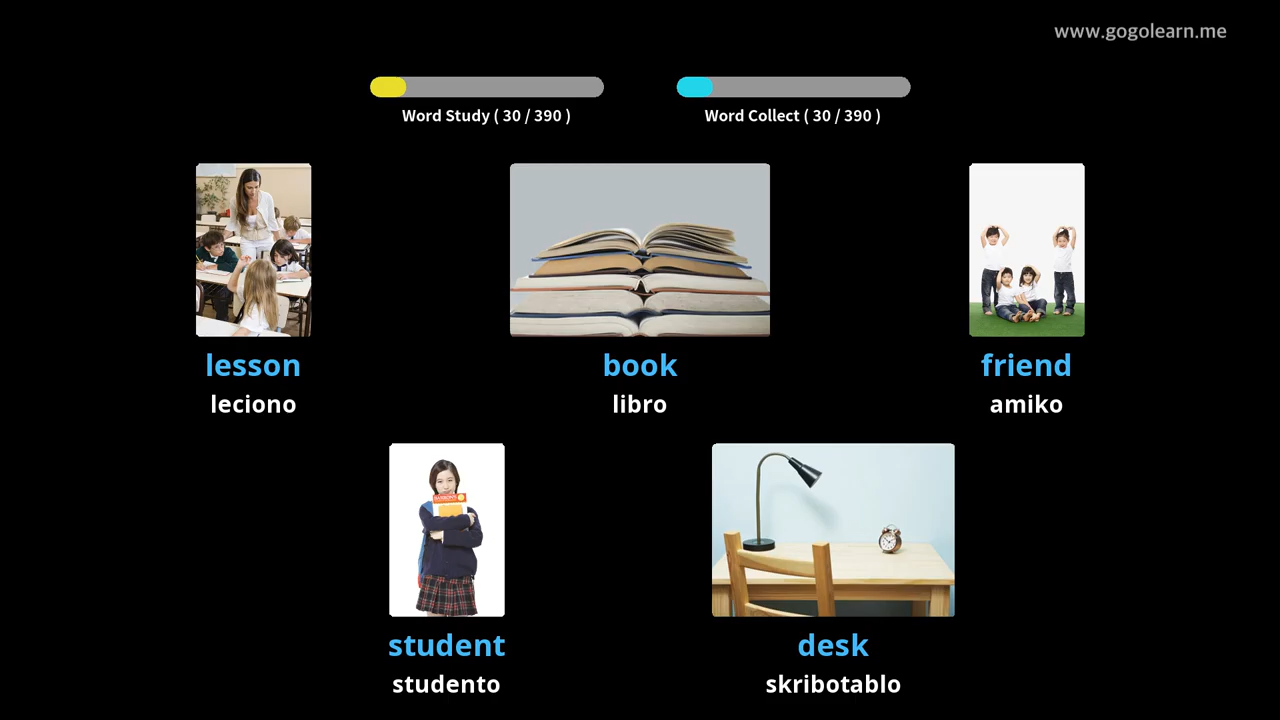 www.gogolearn.me
Word Study ( 30 / 390 )
Word Collect ( 30 / 390 )
lesson
leciono
book
libro
friend
amiko
student
studento
desk
skribotablo